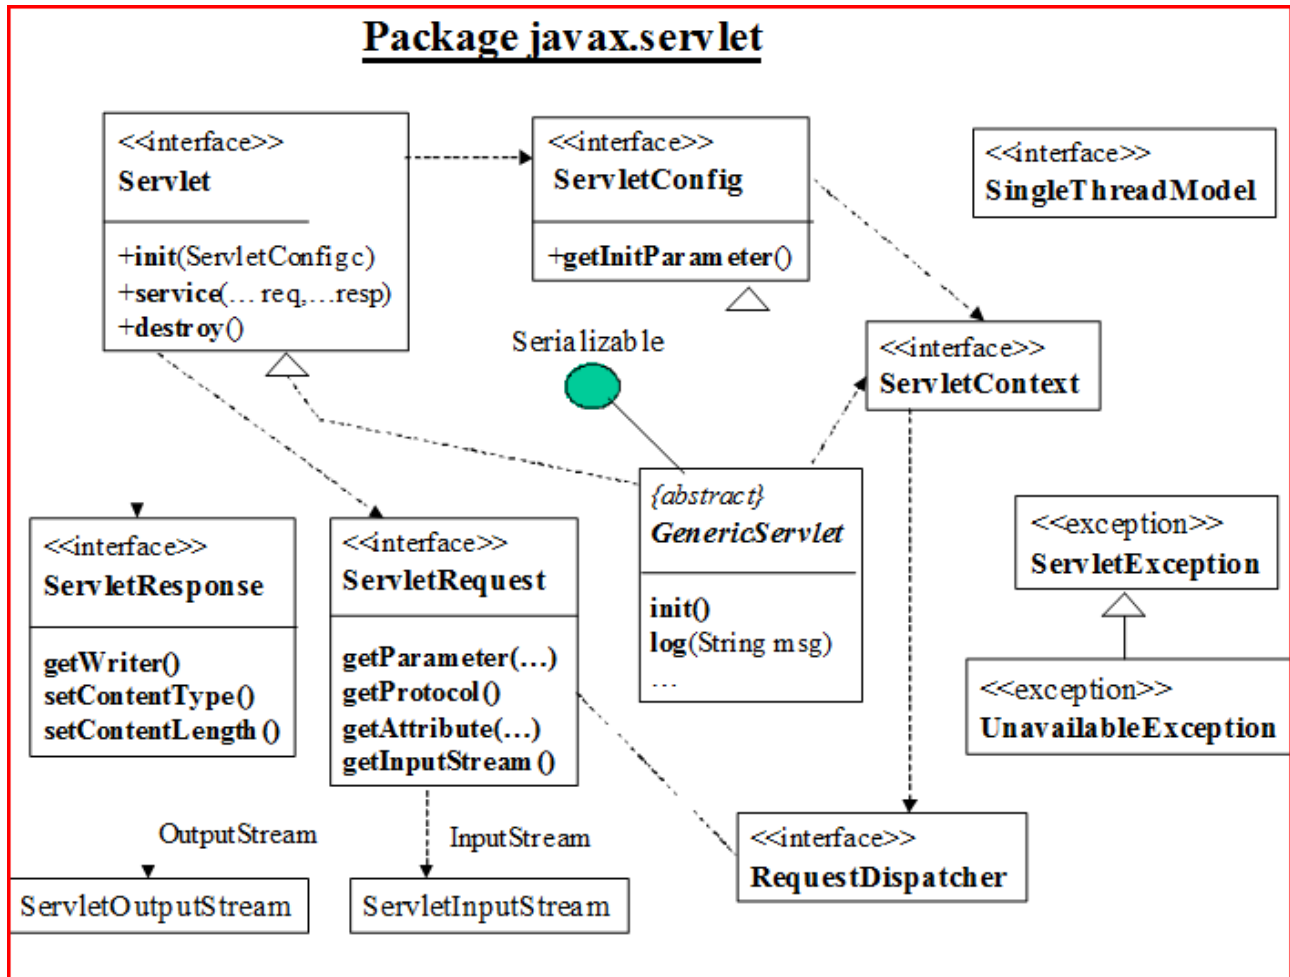 Package javax.servlet
<<interface>>
Servlet
+init(ServletConfig c)
+service(… req,…resp)
+destroy()
<<interface>>
ServletConfig
+getInitParameter()
<<interface>>
SingleThreadModel
Serializable
<<interface>>
ServletContext
{abstract}
GenericServlet
init()
log(String msg)
…
<<exception>>
ServletException
<<exception>>
UnavailableException
<<interface>>
ServletResponse
getWriter()
setContentType()
setContentLength()
<<interface>>
ServletRequest
getParameter(…)
getProtocol()
getAttribute(…)
getInputStream()
OutputStream
InputStream
ServletOutputStream
ServletInputStream
<<interface>>
RequestDispatcher